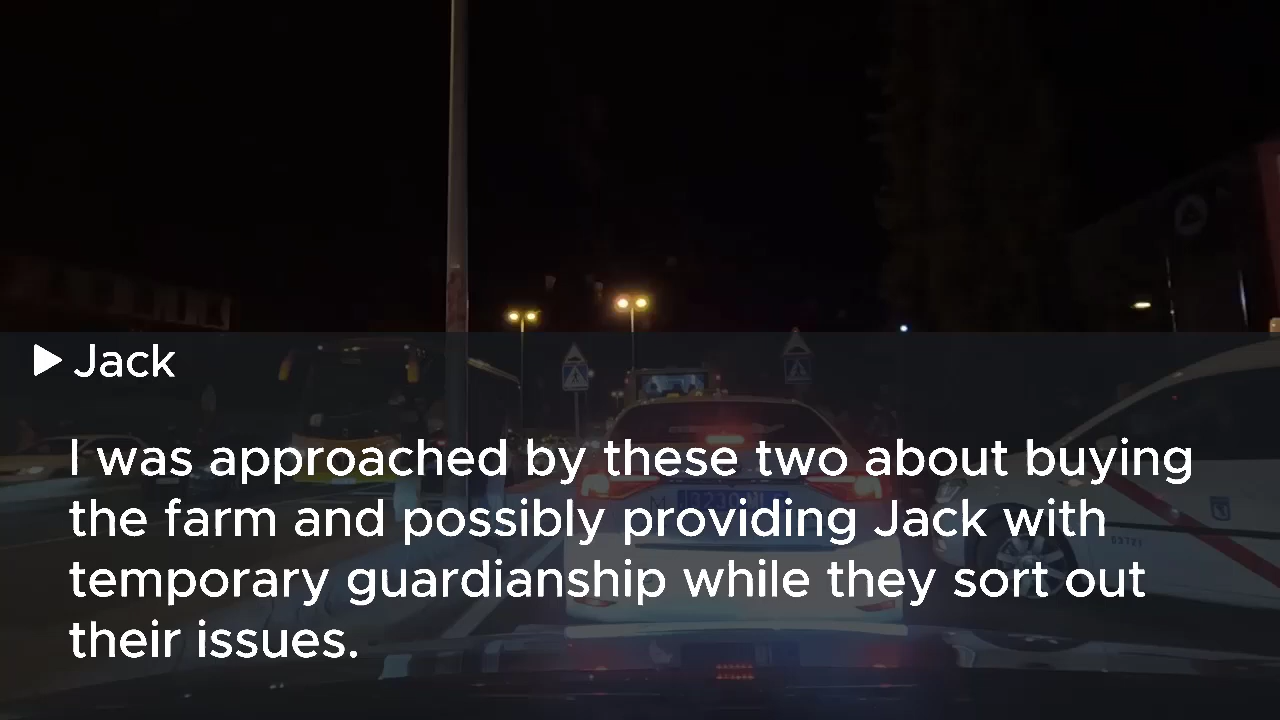 Jack
I was approached by these two about buying
the farm and possibly providing Jack with
temporary guardianship while they sort out
their issues.